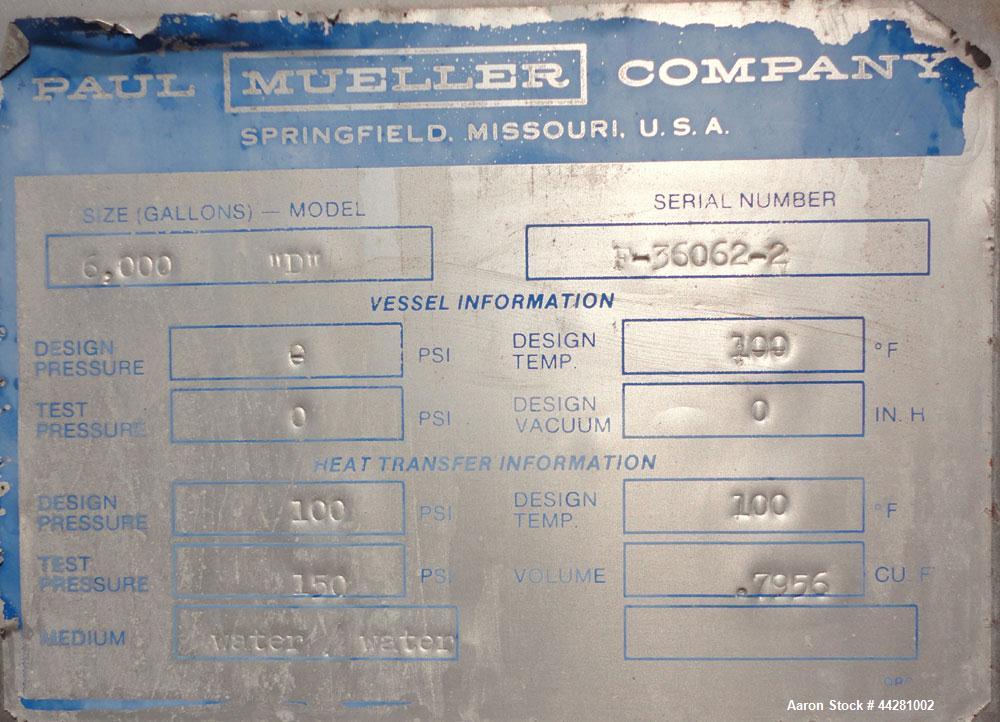 PAUL MUELLER COMPANY
SPRINGFIELD, MISSOURI, U.S.A.
SIZE (GALLONS) — MODEL SERIAL NUMBER
6,000 "D" F-36062-2
VESSEL INFORMATION
DESIGN PRESSURE 0 PSI DESIGN TEMP. 100 °F
TEST PRESSURE 0 PSI DESIGN VACUUM 0 IN. H
HEAT TRANSFER INFORMATION
DESIGN PRESSURE 100 PSI DESIGN TEMP. 100 °F
TEST PRESSURE 150 PSI VOLUME .7956 CU. F
MEDIUM water / water
Aaron Stock # 44281002